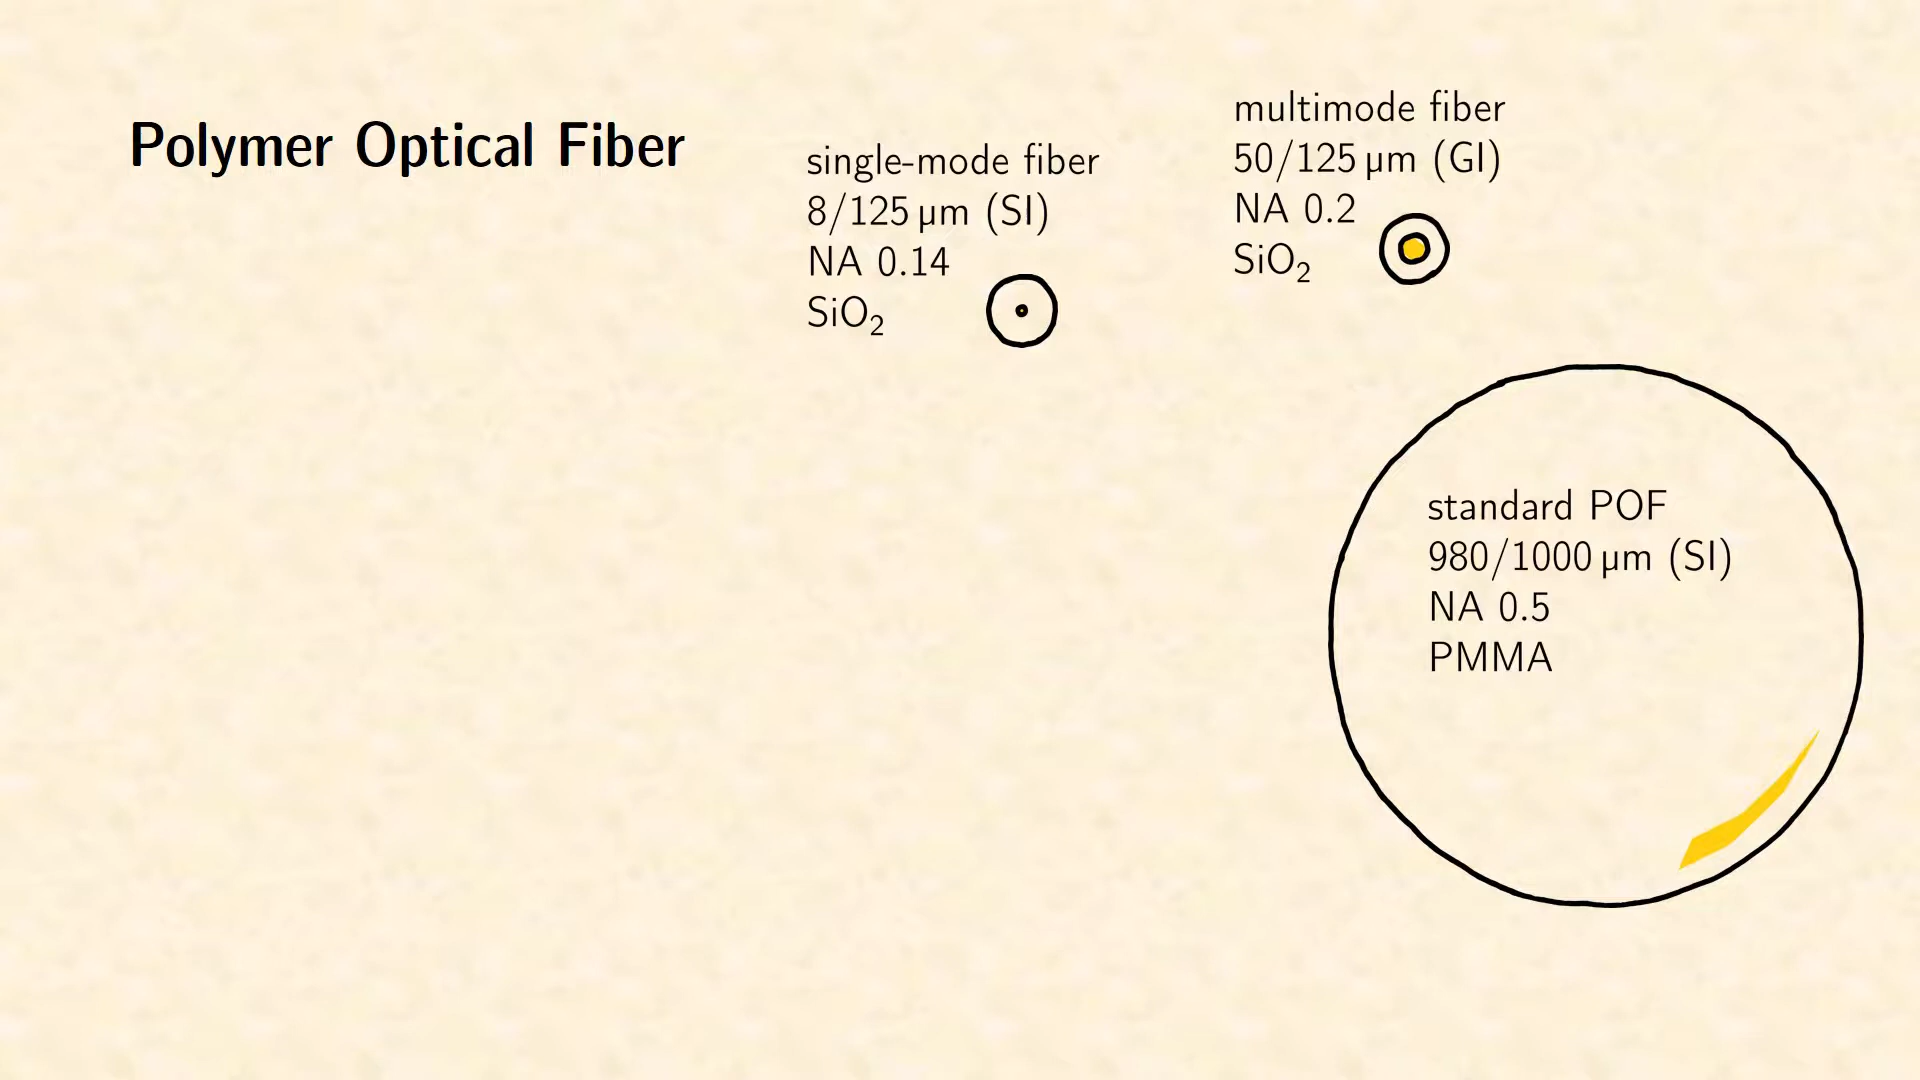 Polymer Optical Fiber
single-mode fiber
8/125 µm (SI)
NA 0.14
SiO₂
multimode fiber
50/125 µm (GI)
NA 0.2
SiO₂
standard POF
980/1000 µm (SI)
NA 0.5
PMMA